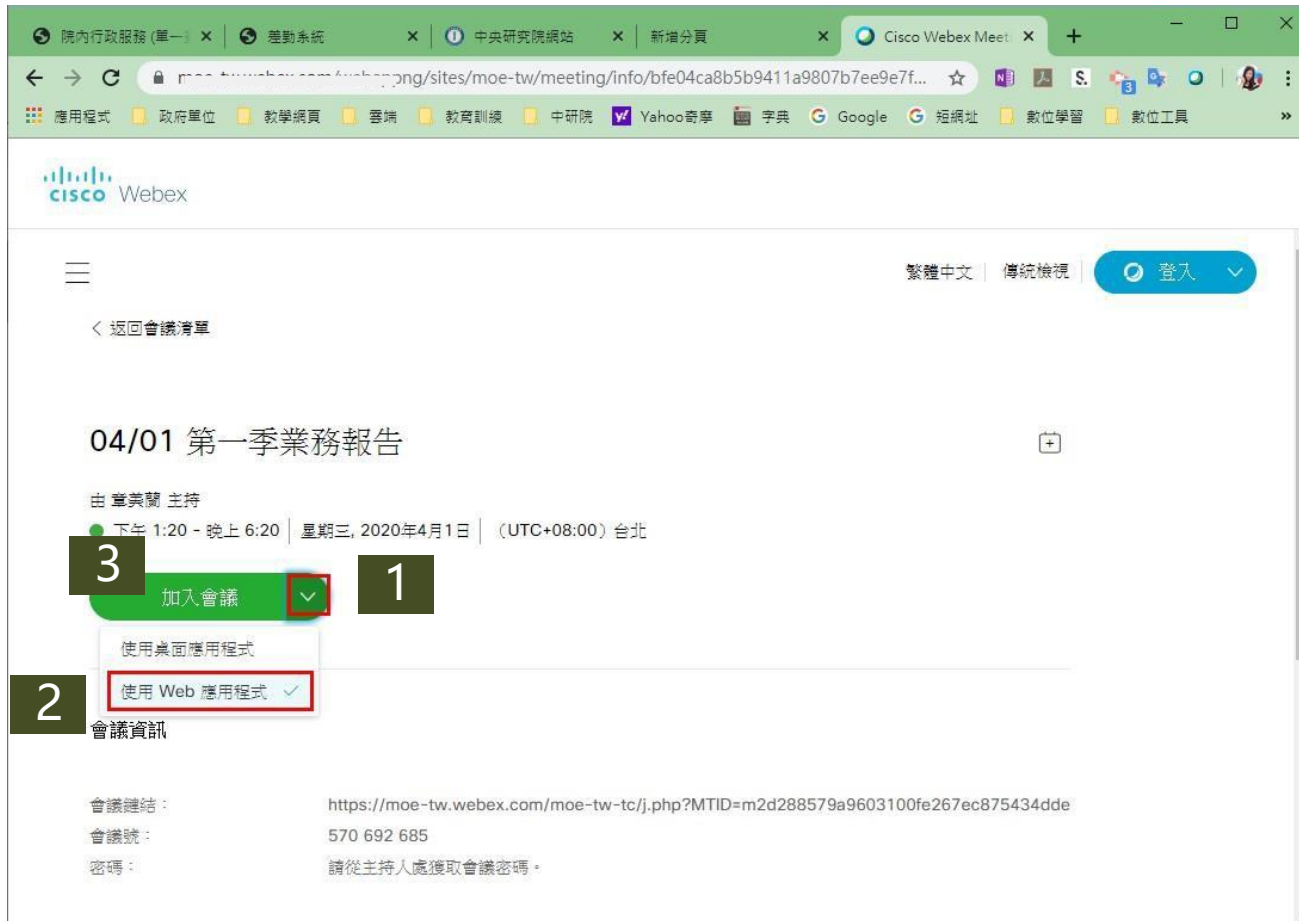 院內行政服務 (單一
差勤系統
中央研究院網站
新增分頁
Cisco Webex Meet
/sites/moe-tw/meeting/info/bfe04ca8b5b9411a9807b7ee9e7f...
S.
3
應用程式
政府單位
教學網頁
雲端
教育訓練
中研院
Yahoo奇摩
字典
Google
短網址
數位學習
數位工具
»
cisco Webex
繁體中文
傳統檢視
登入
返回會議清單
04/01 第一季業務報告
由 章美蘭 主持
下午 1:20 - 晚上 6:20 │ 星期三, 2020年4月1日 │ （UTC+08:00）台北
3
加入會議
1
使用桌面應用程式
2
使用 Web 應用程式
會議資訊
會議鏈結： https://moe-tw.webex.com/moe-tw-tc/j.php?MTID=m2d288579a9603100fe267ec875434dde
會議號： 570 692 685
密碼： 請從主持人處獲取會議密碼。